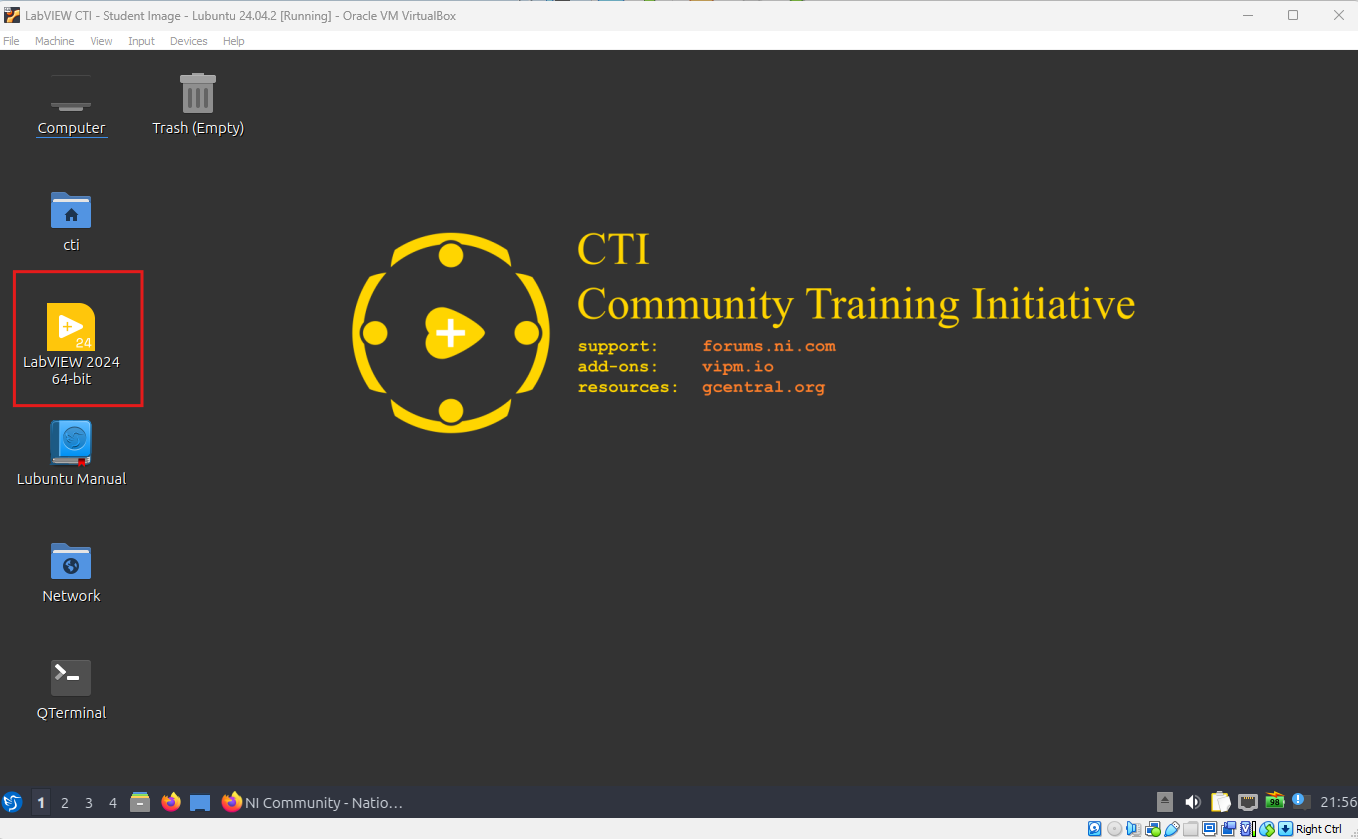 LabVIEW CTI - Student Image - Lubuntu 24.04.2 [Running] - Oracle VM VirtualBox
File Machine View Input Devices Help
Computer
Trash (Empty)
cti
24
LabVIEW 2024
64-bit
Lubuntu Manual
Network
QTerminal
CTI
Community Training Initiative
support: forums.ni.com
add-ons: vipm.io
resources: gcentral.org
1 2 3 4 NI Community - Natio… 98 21:56
Right Ctrl